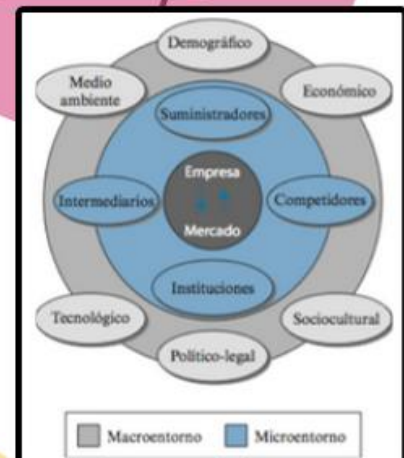 Demográfico
Medio
ambiente
Económico
Suministradores
Empresa
Intermediarios
Competidores
Mercado
Instituciones
Tecnológico
Sociocultural
Político-legal
Macroentorno
Microentorno